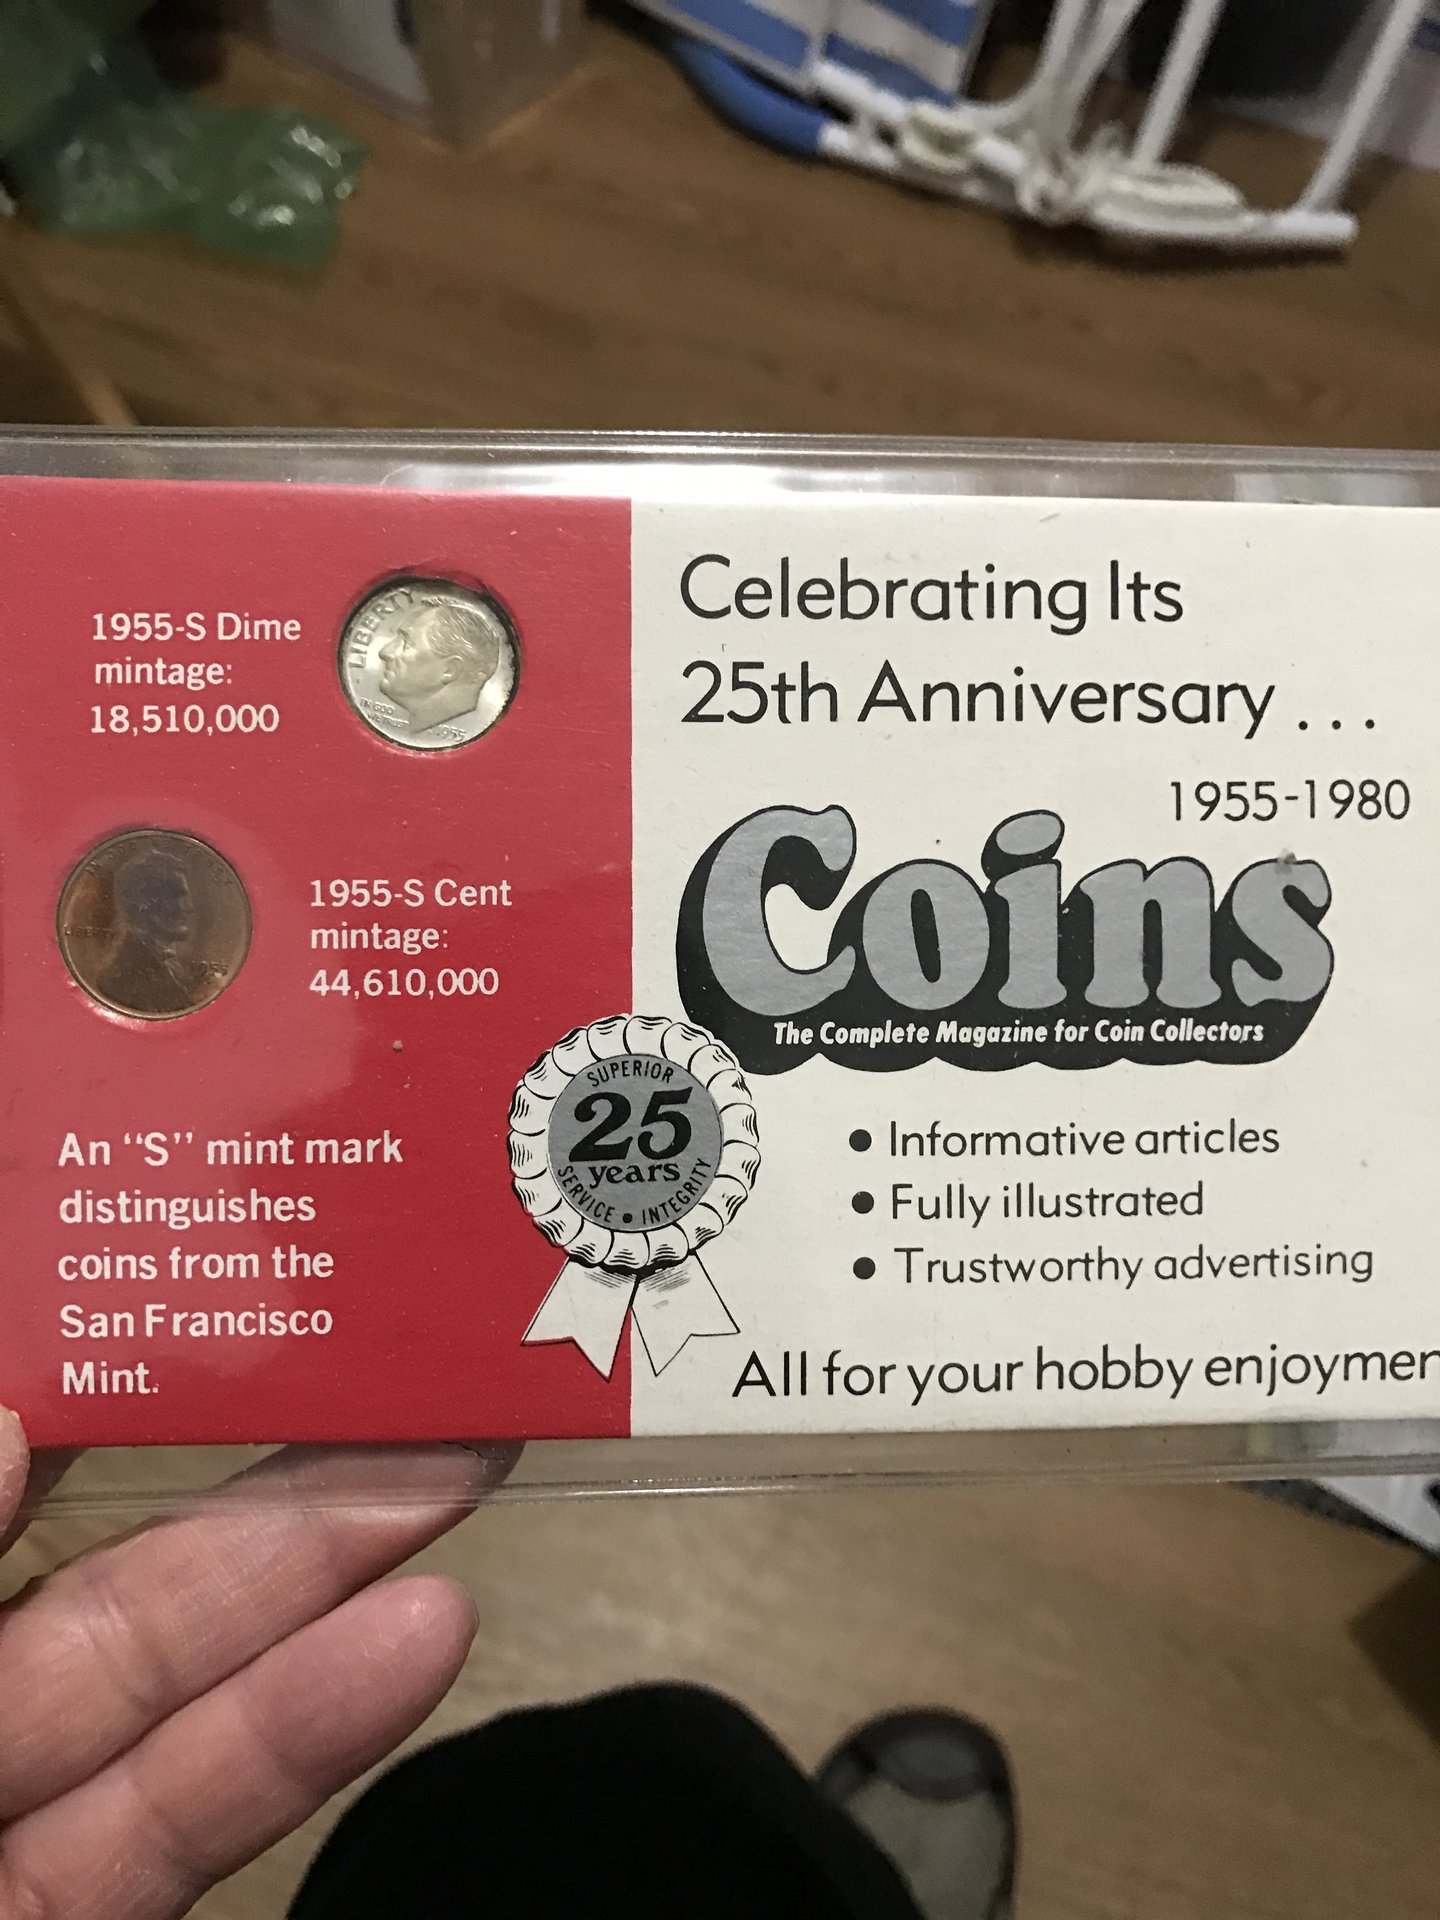 1955-S Dime
mintage:
18,510,000
LIBERTY
IN GOD
WE TRUST
1955
LIBERTY
1955
1955-S Cent
mintage:
44,610,000
An "S" mint mark
distinguishes
coins from the
San Francisco
Mint.
Celebrating Its
25th Anniversary...
1955-1980
Coins
The Complete Magazine for Coin Collectors
SUPERIOR
25
years
SERVICE • INTEGRITY
• Informative articles
• Fully illustrated
• Trustworthy advertising
All for your hobby enjoymen